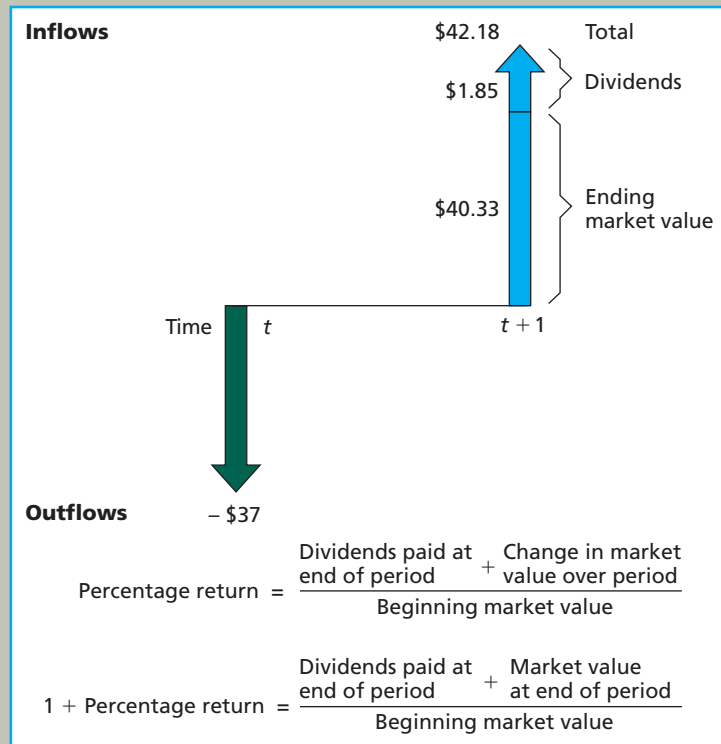 Inflows
$42.18 Total
$1.85 Dividends
$40.33 Ending
market value
Time t t + 1
Outflows – $37
Dividends paid at + Change in market
end of period value over period
Percentage return =
Beginning market value
Dividends paid at + Market value
end of period at end of period
1 + Percentage return =
Beginning market value